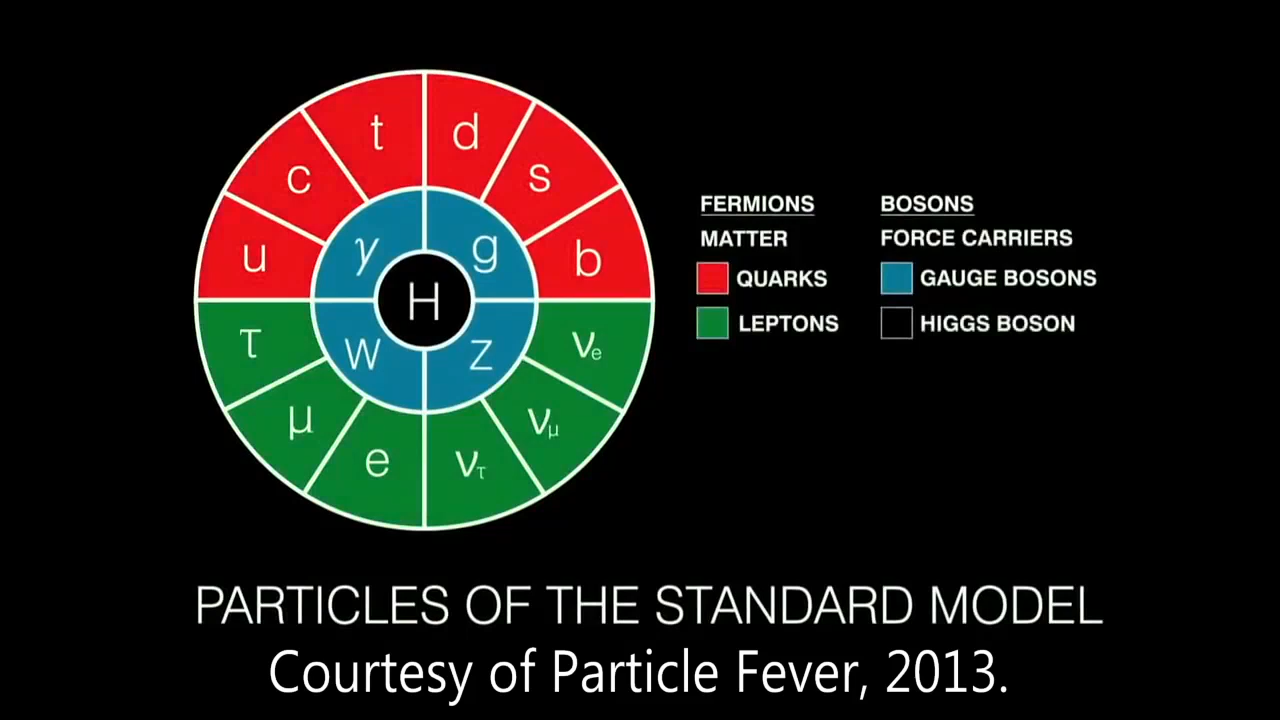 t d
c s
u γ g b
H
τ W Z νe
μ νμ
e ντ
FERMIONS BOSONS
MATTER FORCE CARRIERS
QUARKS GAUGE BOSONS
LEPTONS HIGGS BOSON
PARTICLES OF THE STANDARD MODEL
Courtesy of Particle Fever, 2013.